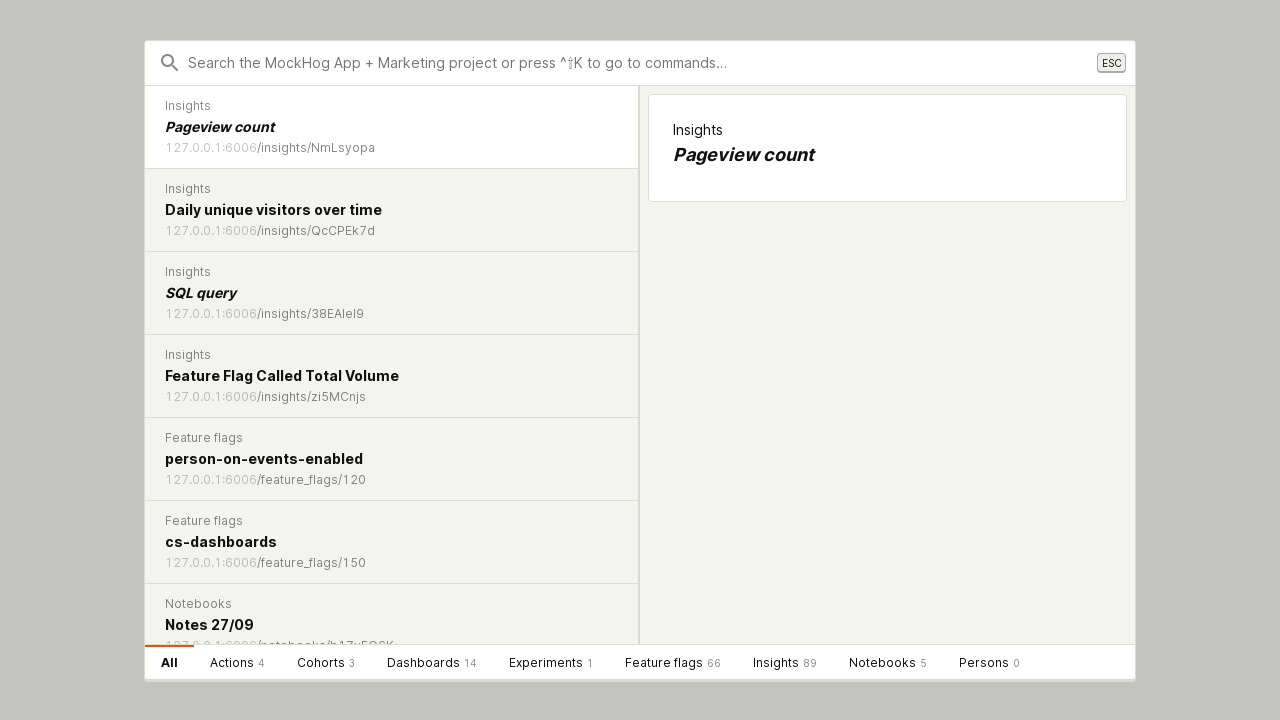 Search the MockHog App + Marketing project or press ^⇧K to go to commands...
ESC
Insights
Pageview count
127.0.0.1:6006/insights/NmLsyopa
Insights
Daily unique visitors over time
127.0.0.1:6006/insights/QcCPEk7d
Insights
SQL query
127.0.0.1:6006/insights/38EAIeI9
Insights
Feature Flag Called Total Volume
127.0.0.1:6006/insights/zi5MCnjs
Feature flags
person-on-events-enabled
127.0.0.1:6006/feature_flags/120
Feature flags
cs-dashboards
127.0.0.1:6006/feature_flags/150
Notebooks
Notes 27/09
Insights
Pageview count
All
Actions 4
Cohorts 3
Dashboards 14
Experiments 1
Feature flags 66
Insights 89
Notebooks 5
Persons 0